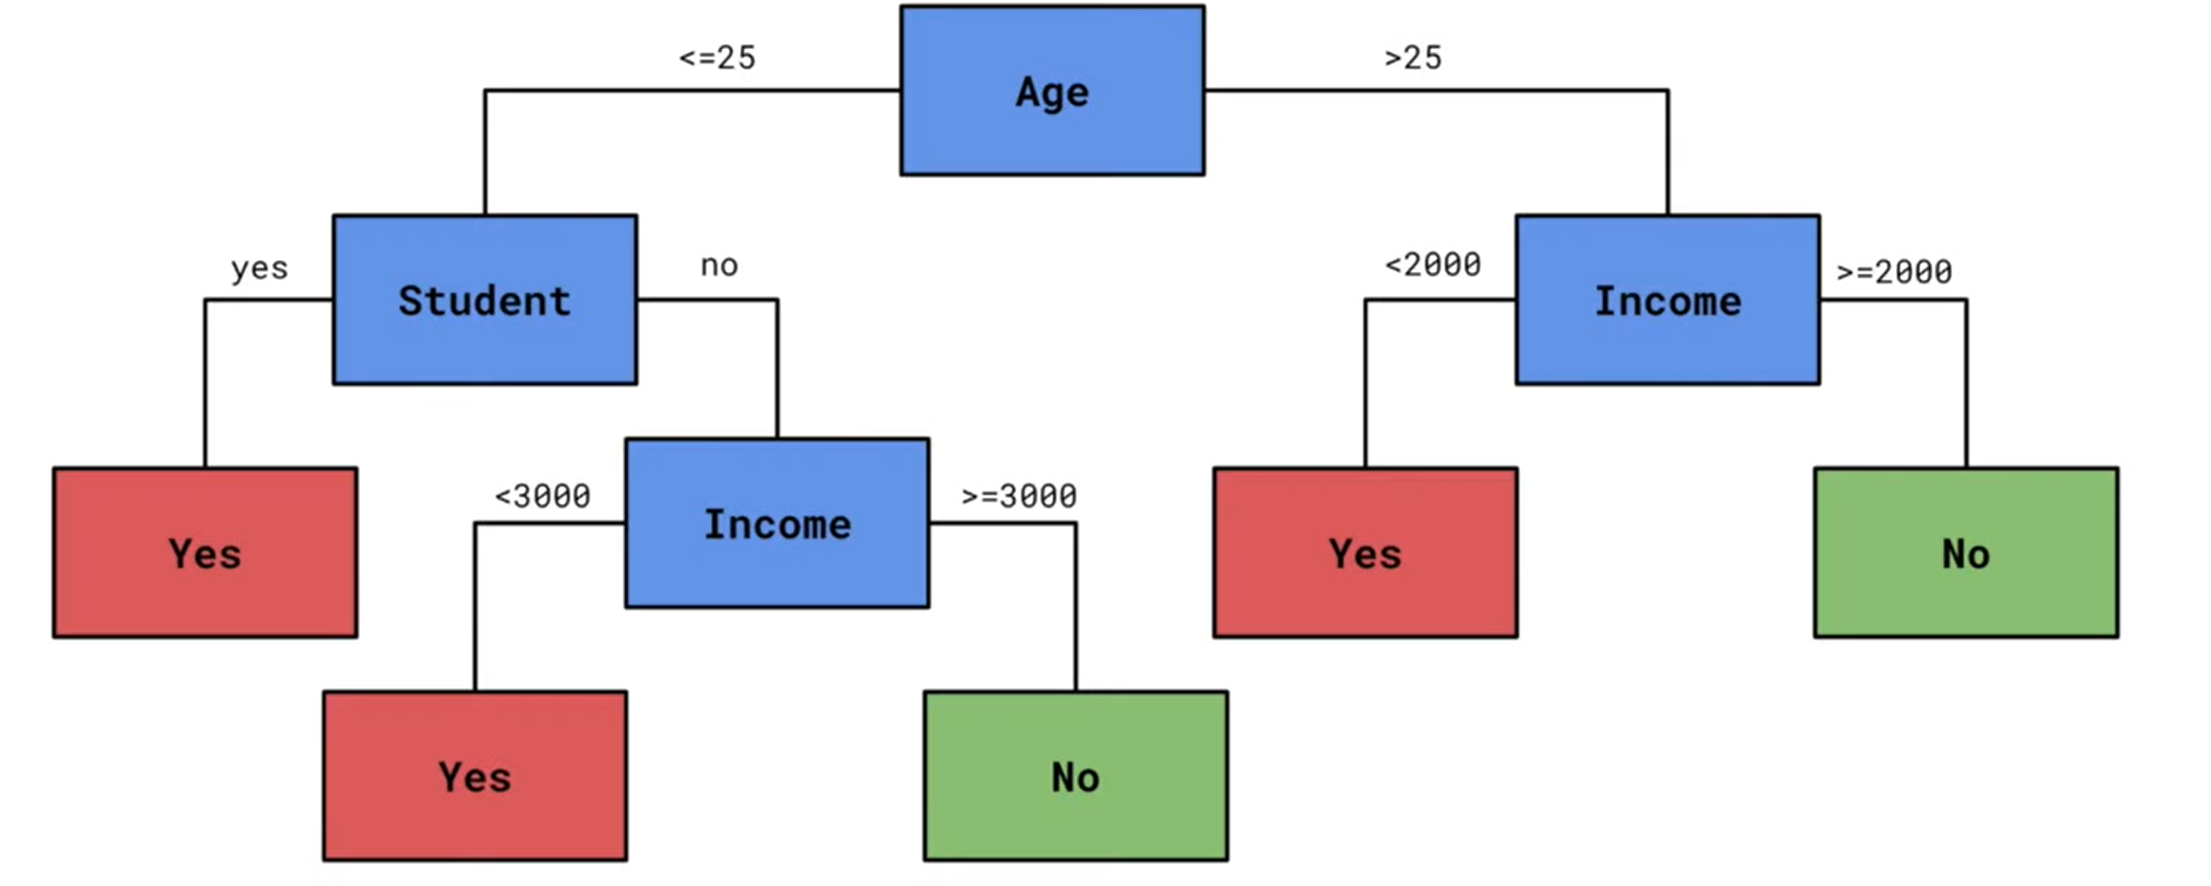 <=25
Age
>25
yes
Student
no
<2000
Income
>=2000
Yes
<3000
Income
>=3000
Yes
No
Yes
No